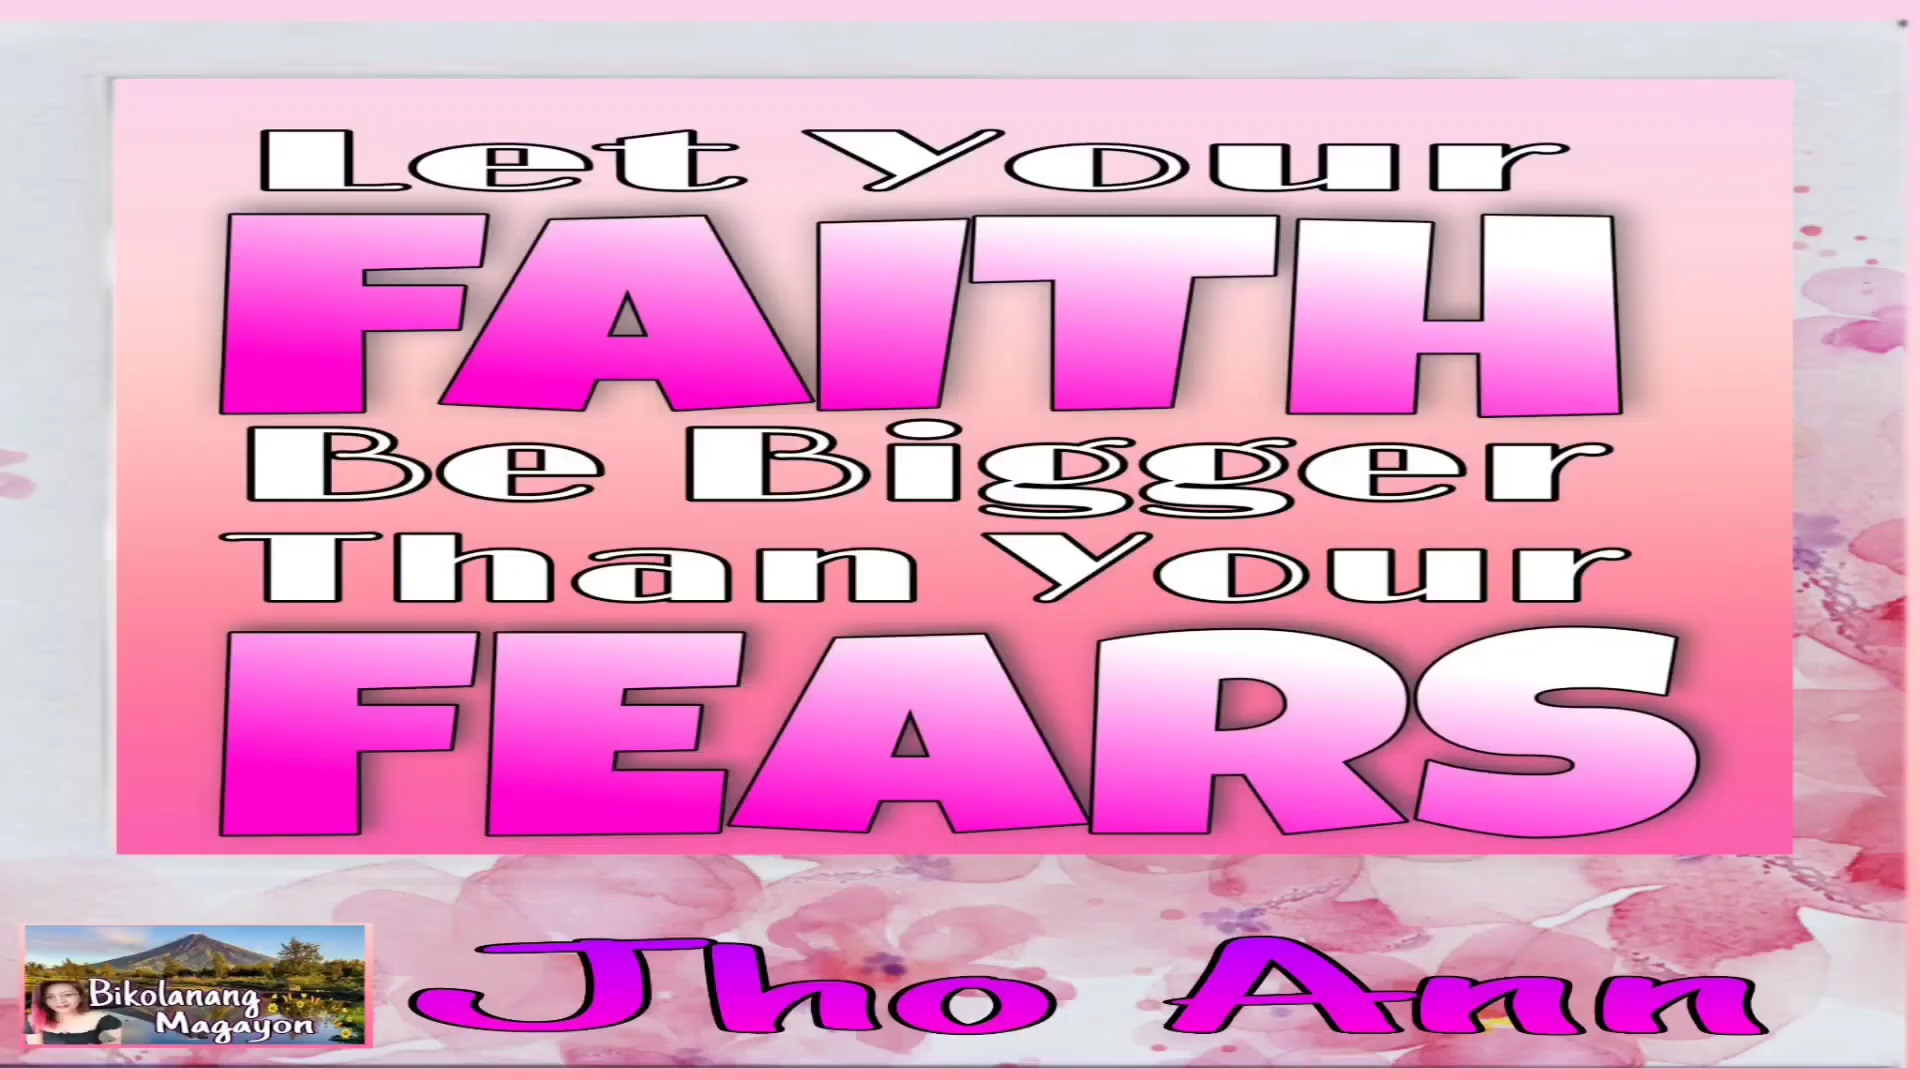 Let Your
FAITH
Be Bigger
Than Your
FEARS
Bikolanang
Magayon
Jho Ann